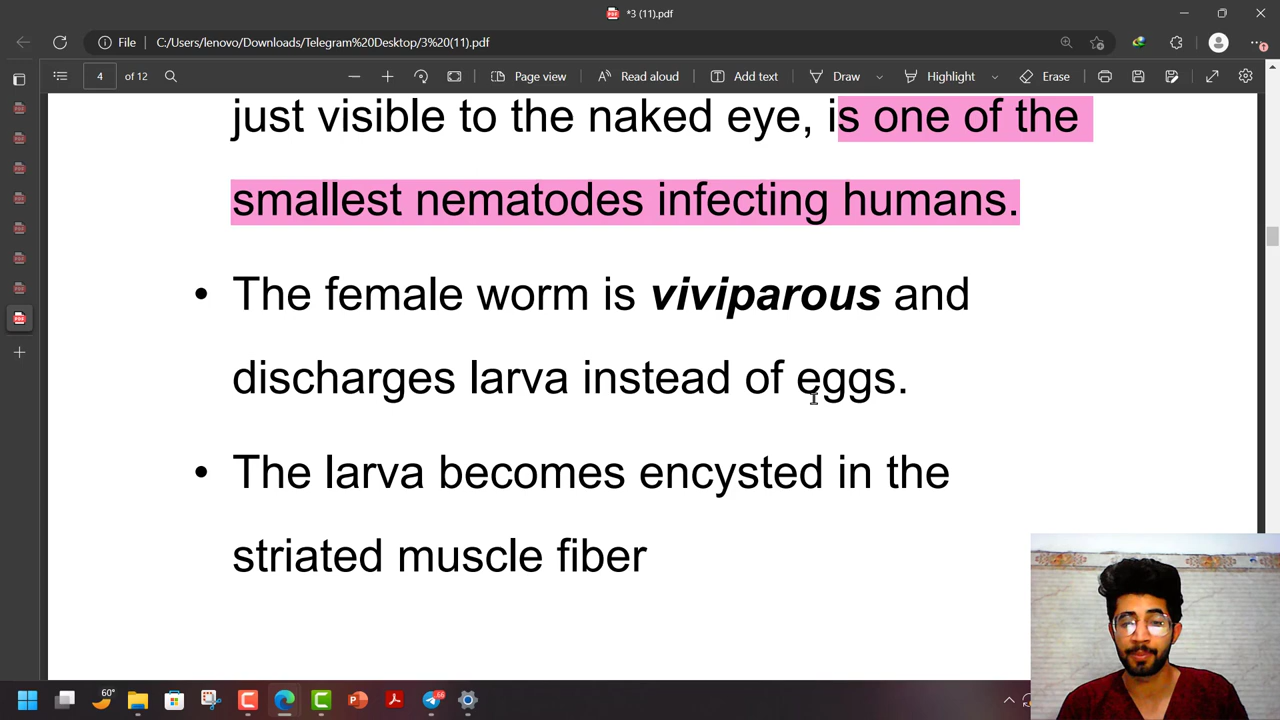 *3 (11).pdf
File
C:/Users/lenovo/Downloads/Telegram%20Desktop/3%20(11).pdf
4 of 12
Page view
Read aloud
Add text
Draw
Highlight
Erase
just visible to the naked eye, is one of the
smallest nematodes infecting humans.
• The female worm is viviparous and
discharges larva instead of eggs.
• The larva becomes encysted in the
striated muscle fiber
60°
66